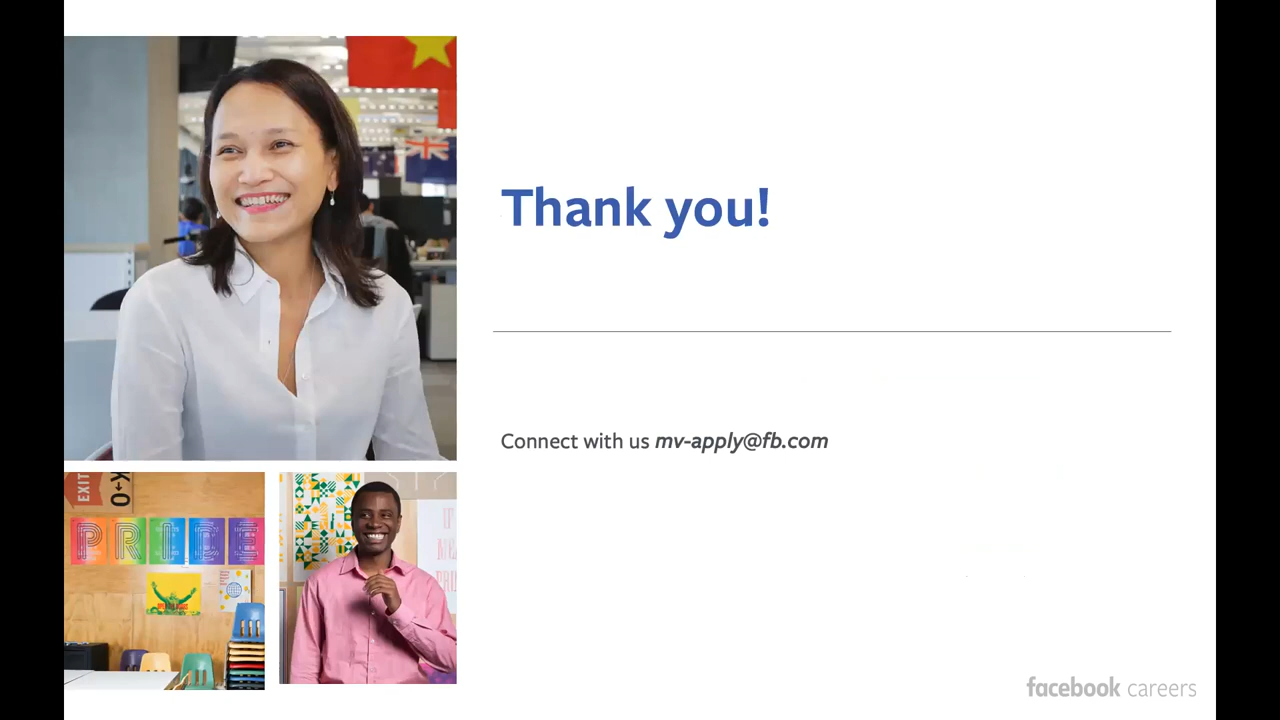 Thank you!
Connect with us mv-apply@fb.com
EXIT
PRIDE
facebook careers